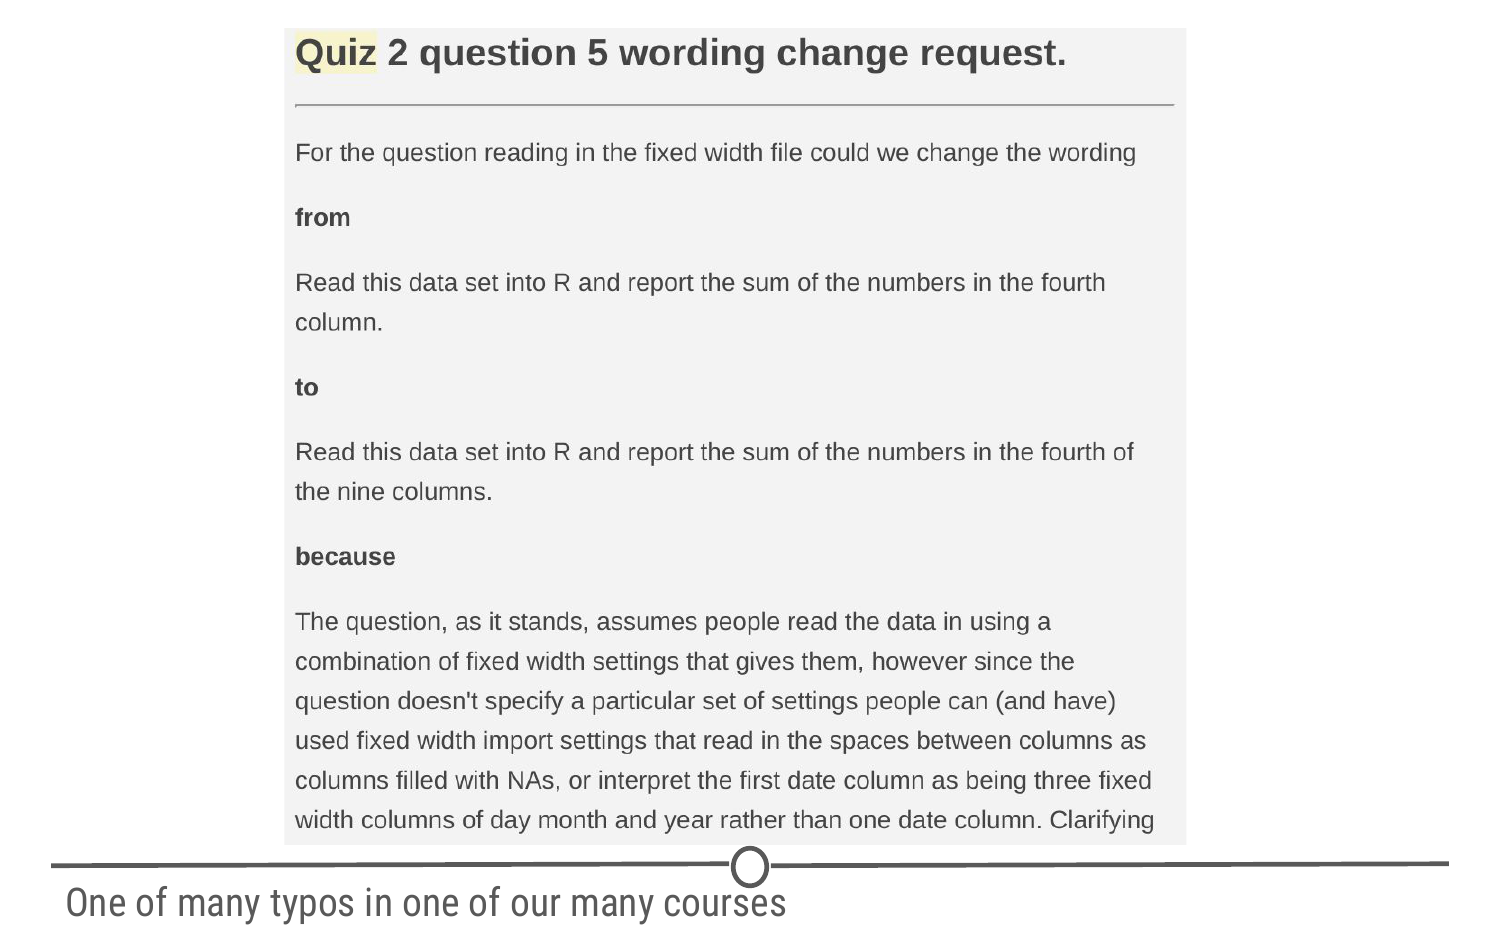 Quiz 2 question 5 wording change request.
For the question reading in the fixed width file could we change the wording
from
Read this data set into R and report the sum of the numbers in the fourth
column.
to
Read this data set into R and report the sum of the numbers in the fourth of
the nine columns.
because
The question, as it stands, assumes people read the data in using a
combination of fixed width settings that gives them, however since the
question doesn't specify a particular set of settings people can (and have)
used fixed width import settings that read in the spaces between columns as
columns filled with NAs, or interpret the first date column as being three fixed
width columns of day month and year rather than one date column. Clarifying
One of many typos in one of our many courses